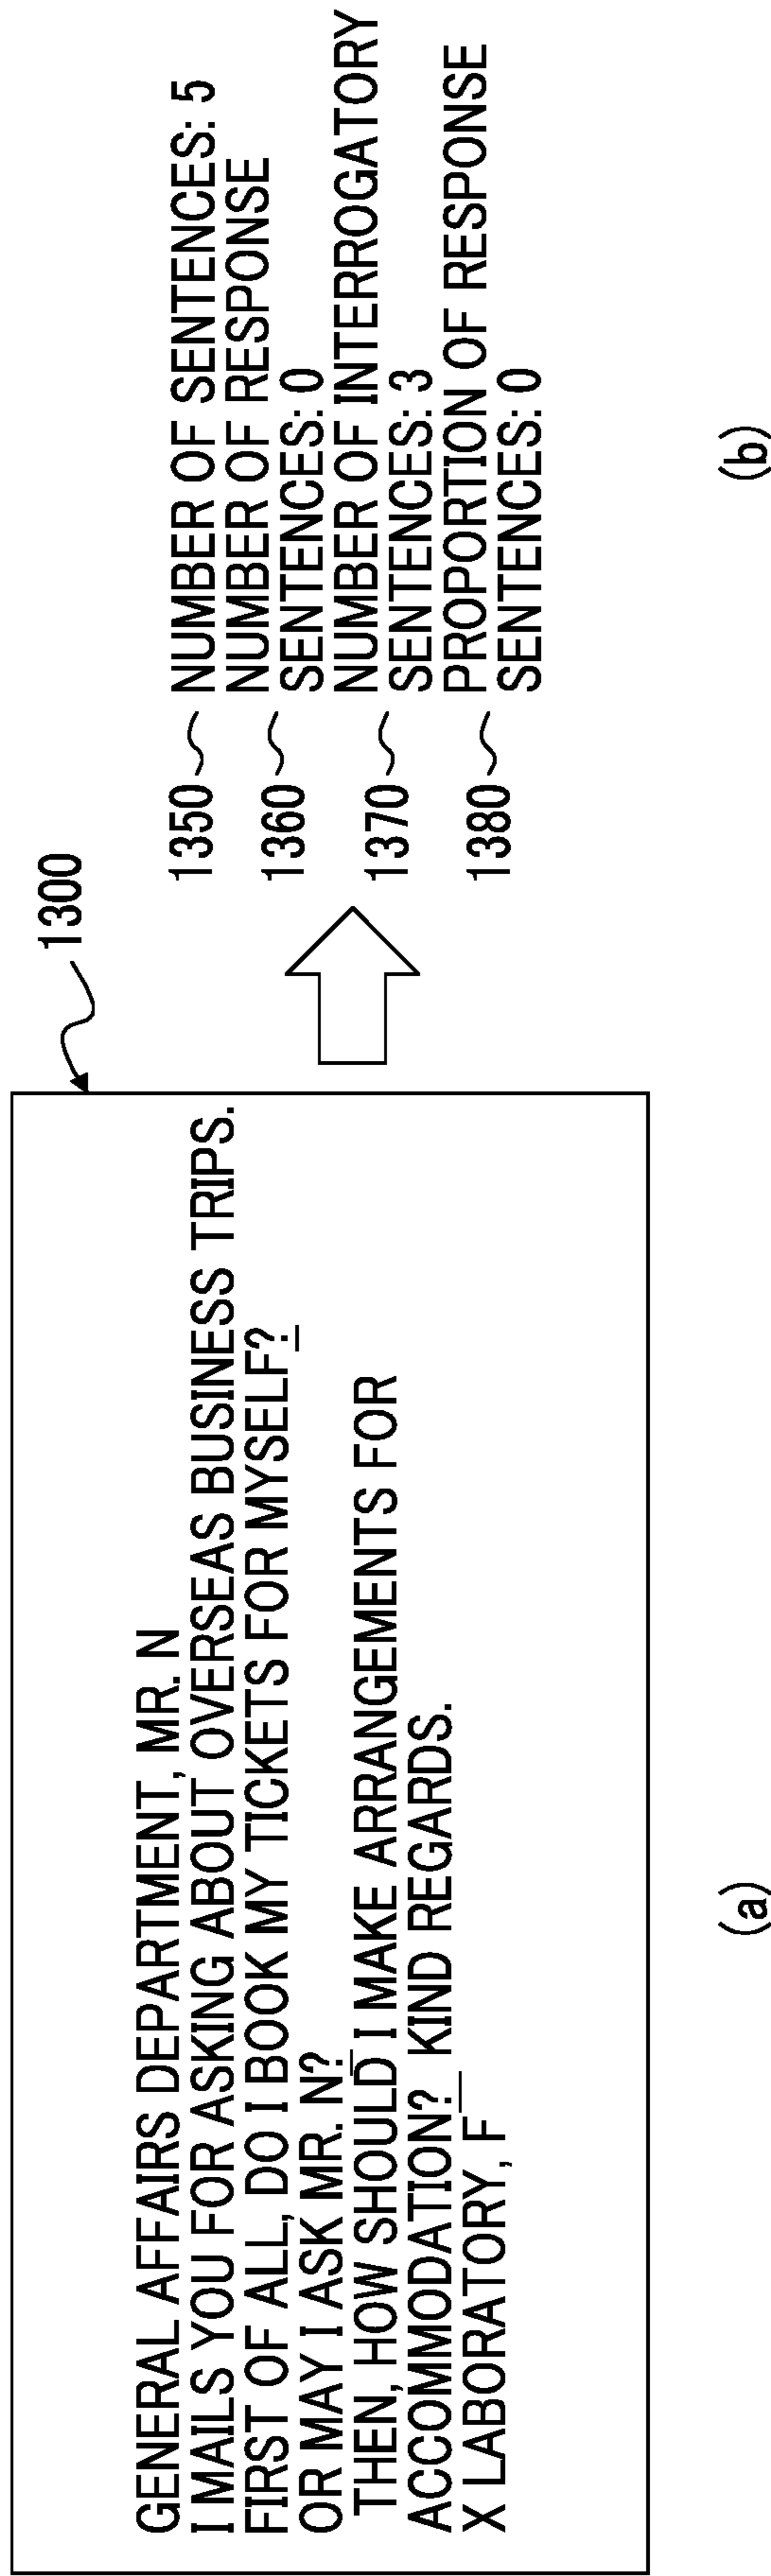 1300
GENERAL AFFAIRS DEPARTMENT, MR. N
I MAILS YOU FOR ASKING ABOUT OVERSEAS BUSINESS TRIPS.
FIRST OF ALL, DO I BOOK MY TICKETS FOR MYSELF?
OR MAY I ASK MR. N?
THEN, HOW SHOULD I MAKE ARRANGEMENTS FOR
ACCOMMODATION? KIND REGARDS.
X LABORATORY, F
(a)
1350 NUMBER OF SENTENCES: 5
1360 NUMBER OF RESPONSE
SENTENCES: 0
1370 NUMBER OF INTERROGATORY
SENTENCES: 3
1380 PROPORTION OF RESPONSE
SENTENCES: 0
(b)